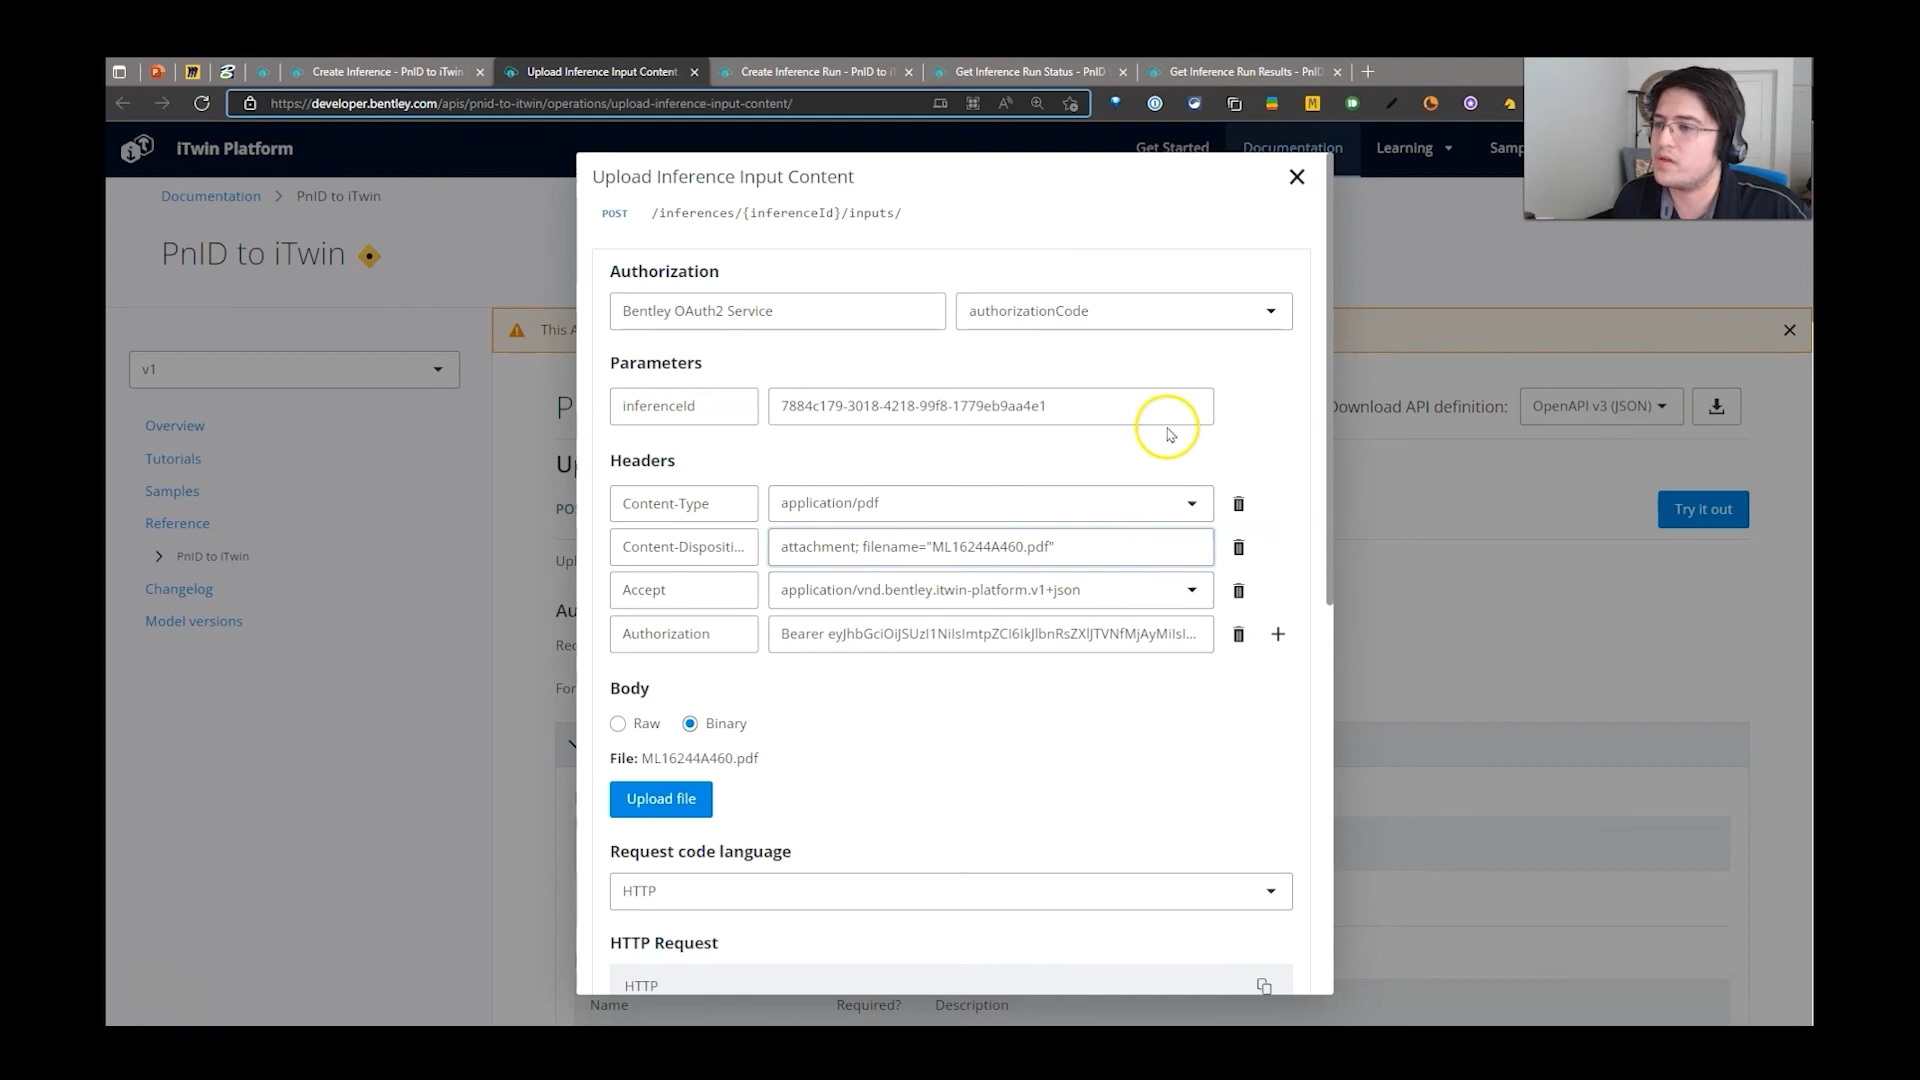 Create Inference - PnID to iTwin
Upload Inference Input Content
Create Inference Run - PnID to i
Get Inference Run Status - PnID
Get Inference Run Results - PnID
https://developer.bentley.com/apis/pnid-to-itwin/operations/upload-inference-input-content/
iTwin Platform
Get Started
Documentation
Learning
Samp
Documentation > PnID to iTwin
PnID to iTwin
This A
v1
Overview
Tutorials
Samples
Reference
PnID to iTwin
Changelog
Model versions
P
Download API definition:
OpenAPI v3 (JSON)
Up
PO
Try it out
Upl
Au
Rec
For
Upload Inference Input Content
POST /inferences/{inferenceId}/inputs/
Authorization
Bentley OAuth2 Service
authorizationCode
Parameters
inferenceId
7884c179-3018-4218-99f8-1779eb9aa4e1
Headers
Content-Type
application/pdf
Content-Dispositi...
attachment; filename="ML16244A460.pdf"
Accept
application/vnd.bentley.itwin-platform.v1+json
Authorization
Body
Raw
Binary
File: ML16244A460.pdf
Upload file
Request code language
HTTP
HTTP Request
HTTP
Name
Required?
Description